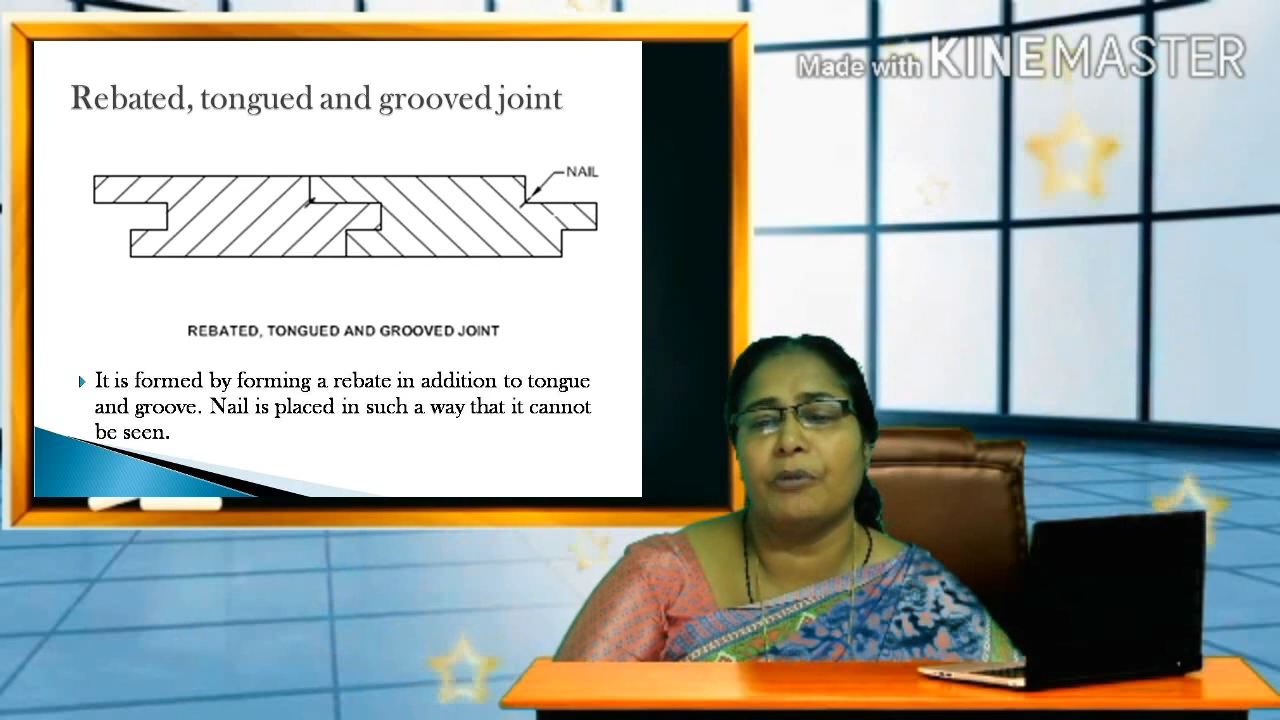 Made with KINEMASTER
Rebated, tongued and grooved joint
NAIL
REBATED, TONGUED AND GROOVED JOINT
It is formed by forming a rebate in addition to tongue
and groove. Nail is placed in such a way that it cannot
be seen.